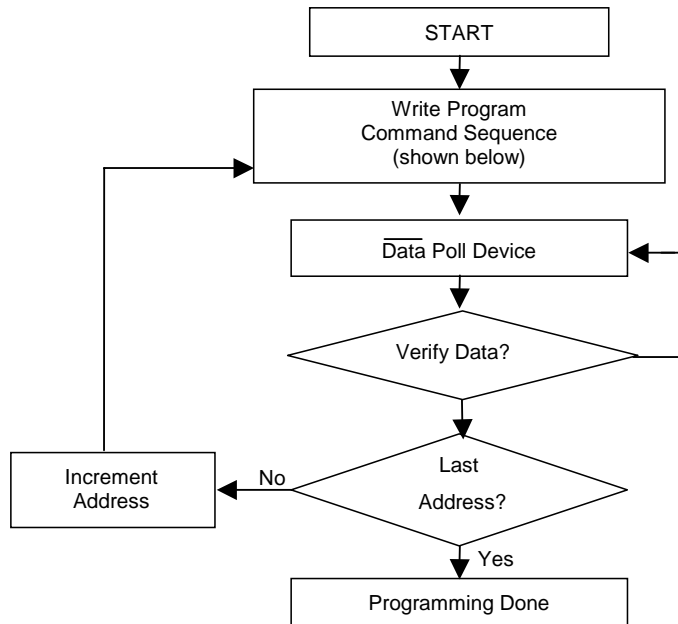 START
Write Program
Command Sequence
(shown below)
Data Poll Device
Verify Data?
Increment
Address
No
Last
Address?
Yes
Programming Done